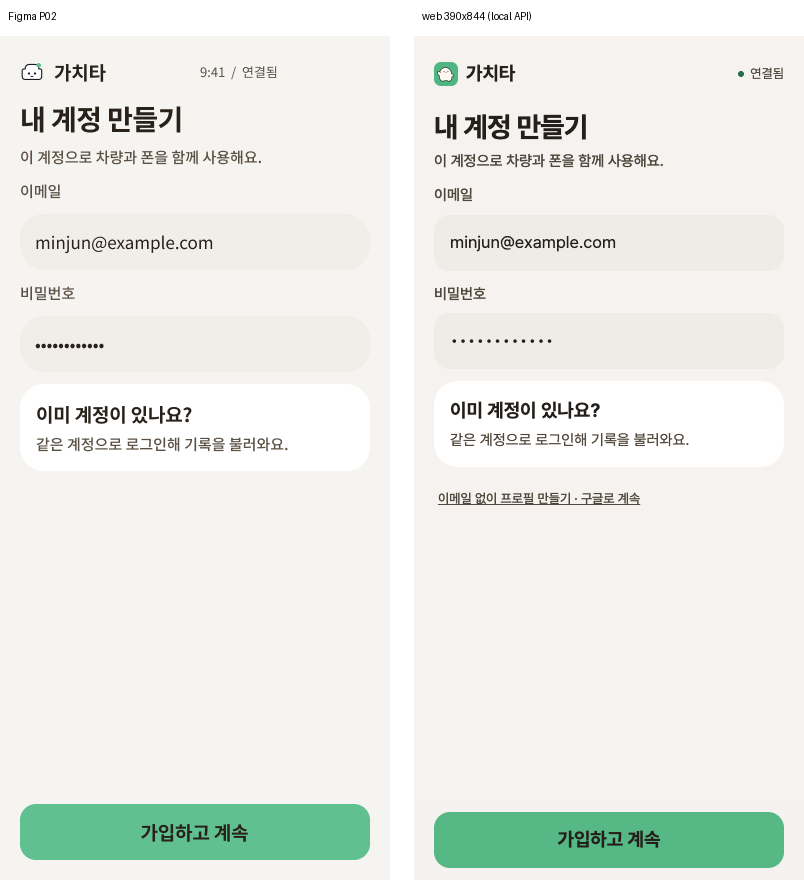 Figma P02
가치타
9:41 / 연결됨
내 계정 만들기
이 계정으로 차량과 폰을 함께 사용해요.
이메일
minjun@example.com
비밀번호
••••••••••••
이미 계정이 있나요?
같은 계정으로 로그인해 기록을 불러와요.
가입하고 계속
web 390x844 (local API)
가치타
연결됨
내 계정 만들기
이 계정으로 차량과 폰을 함께 사용해요.
이메일
minjun@example.com
비밀번호
••••••••••••
이미 계정이 있나요?
같은 계정으로 로그인해 기록을 불러와요.
이메일 없이 프로필 만들기 · 구글로 계속
가입하고 계속